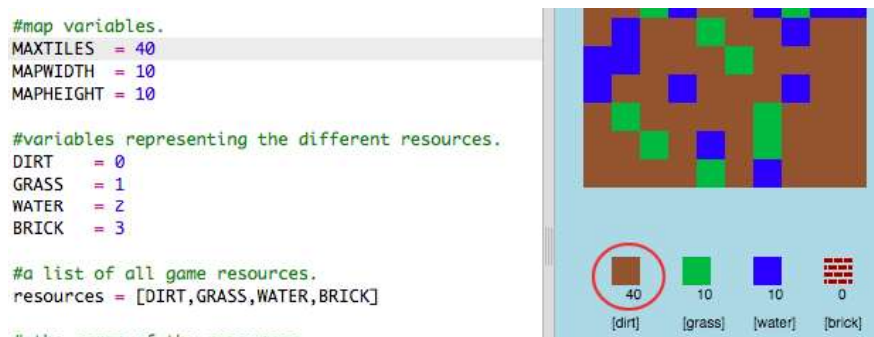 #map variables.
MAXTILES = 40
MAPWIDTH = 10
MAPHEIGHT = 10
#variables representing the different resources.
DIRT = 0
GRASS = 1
WATER = 2
BRICK = 3
#a list of all game resources.
resources = [DIRT,GRASS,WATER,BRICK]
40 10 10 0
[dirt] [grass] [water] [brick]